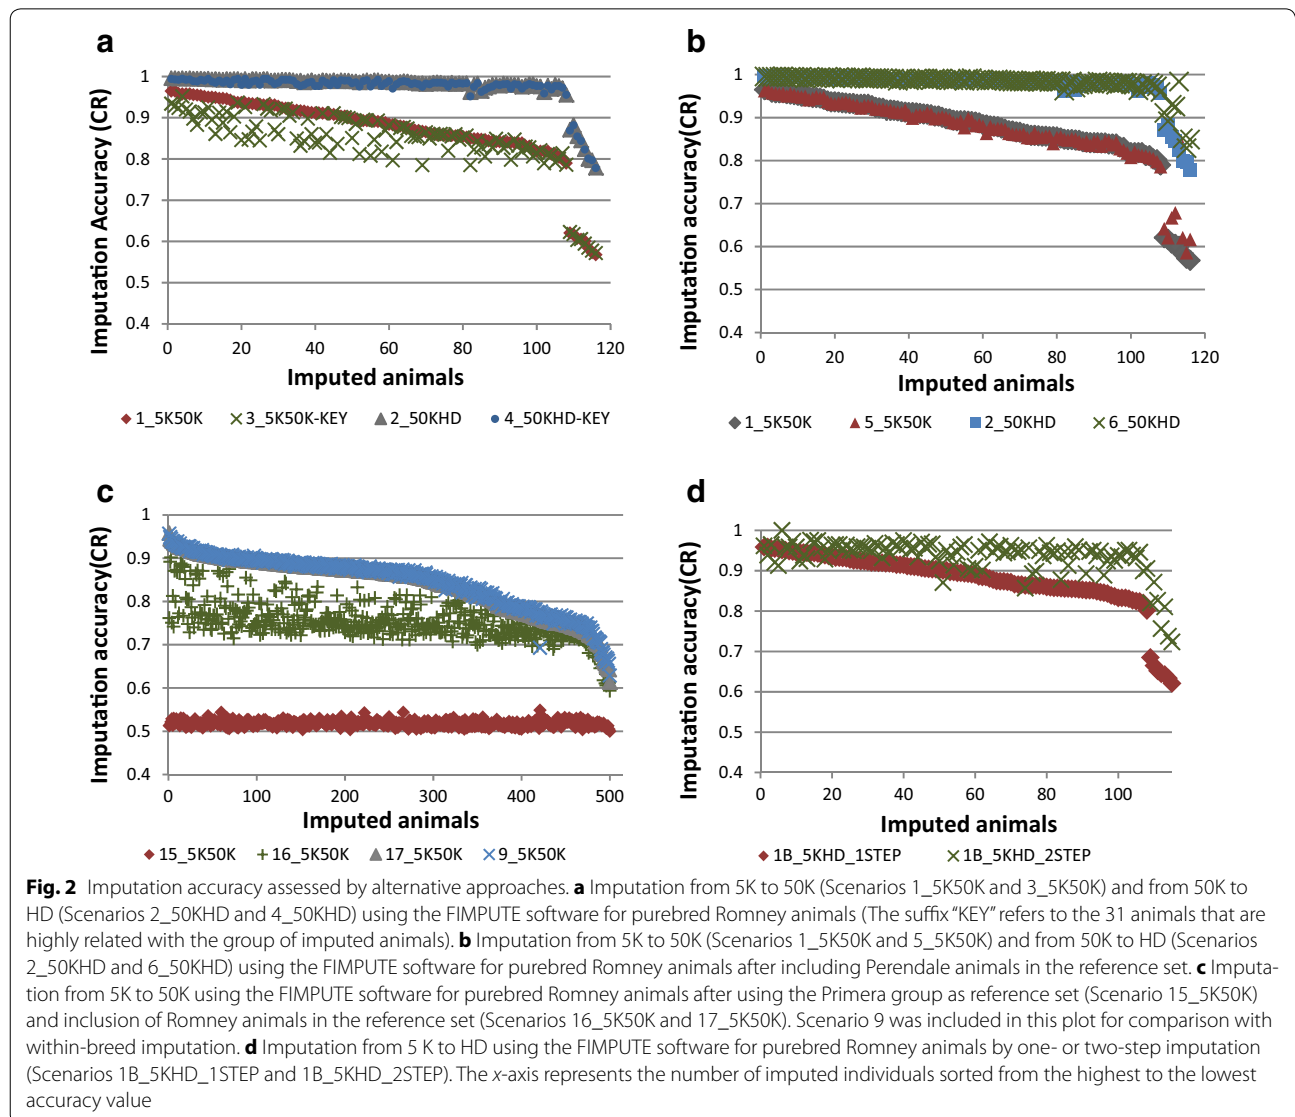 a
Imputation Accuracy (CR)
1
0.9
0.8
0.7
0.6
0.5
0.4
0 20 40 60 80 100 120
Imputed animals
1_5K50K 3_5K50K-KEY 2_50KHD 4_50KHD-KEY
b
Imputation accuracy(CR)
1
0.9
0.8
0.7
0.6
0.5
0.4
0 20 40 60 80 100 120
Imputed animals
1_5K50K 5_5K50K 2_50KHD 6_50KHD
c
Imputation accuracy(CR)
1
0.9
0.8
0.7
0.6
0.5
0.4
0 100 200 300 400 500
Imputed animals
15_5K50K 16_5K50K 17_5K50K 9_5K50K
d
Imputation accuracy(CR)
1
0.9
0.8
0.7
0.6
0.5
0.4
0 20 40 60 80 100
Imputed animals
1B_5KHD_1STEP 1B_5KHD_2STEP
Fig. 2 Imputation accuracy assessed by alternative approaches. a Imputation from 5K to 50K (Scenarios 1_5K50K and 3_5K50K) and from 50K to
HD (Scenarios 2_50KHD and 4_50KHD) using the FIMPUTE software for purebred Romney animals (The suffix “KEY” refers to the 31 animals that are
highly related with the group of imputed animals). b Imputation from 5K to 50K (Scenarios 1_5K50K and 5_5K50K) and from 50K to HD (Scenarios
2_50KHD and 6_50KHD) using the FIMPUTE software for purebred Romney animals after including Perendale animals in the reference set. c Imputa-
tion from 5K to 50K using the FIMPUTE software for purebred Romney animals after using the Primera group as reference set (Scenario 15_5K50K)
and inclusion of Romney animals in the reference set (Scenarios 16_5K50K and 17_5K50K). Scenario 9 was included in this plot for comparison with
within-breed imputation. d Imputation from 5 K to HD using the FIMPUTE software for purebred Romney animals by one- or two-step imputation
(Scenarios 1B_5KHD_1STEP and 1B_5KHD_2STEP). The x-axis represents the number of imputed individuals sorted from the highest to the lowest
accuracy value